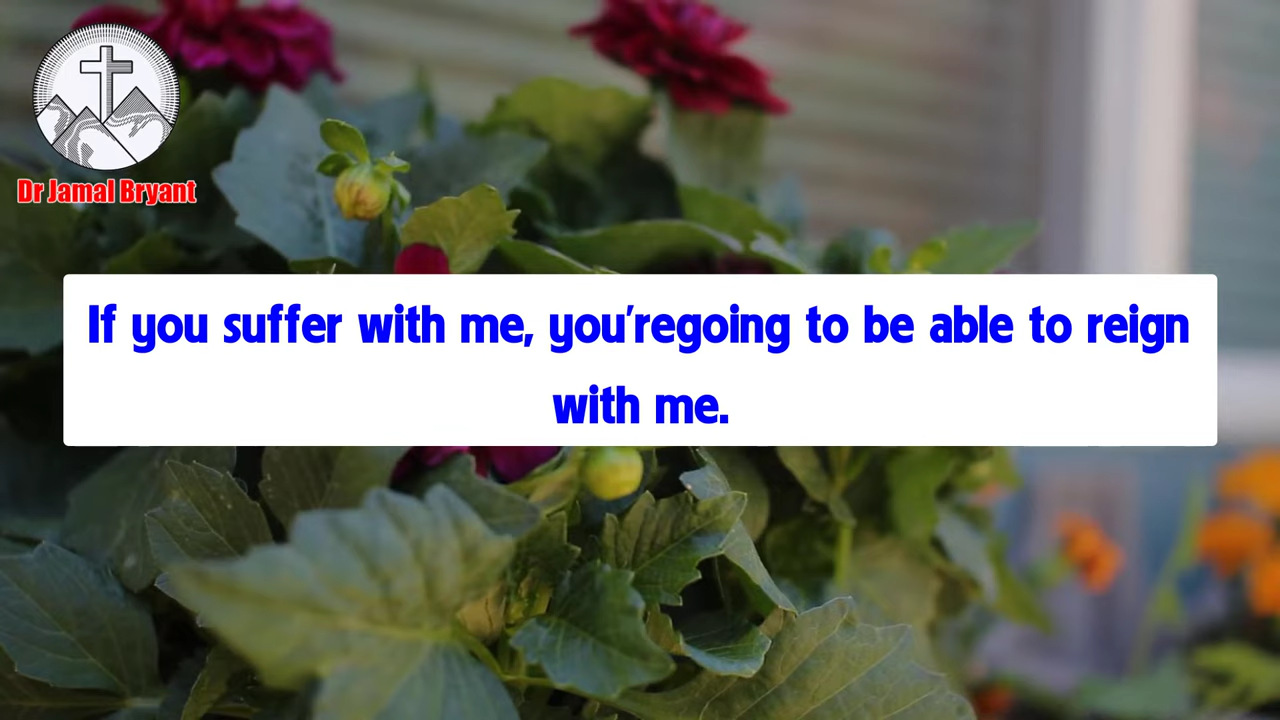 Dr Jamal Bryant
If you suffer with me, you'regoing to be able to reign
with me.